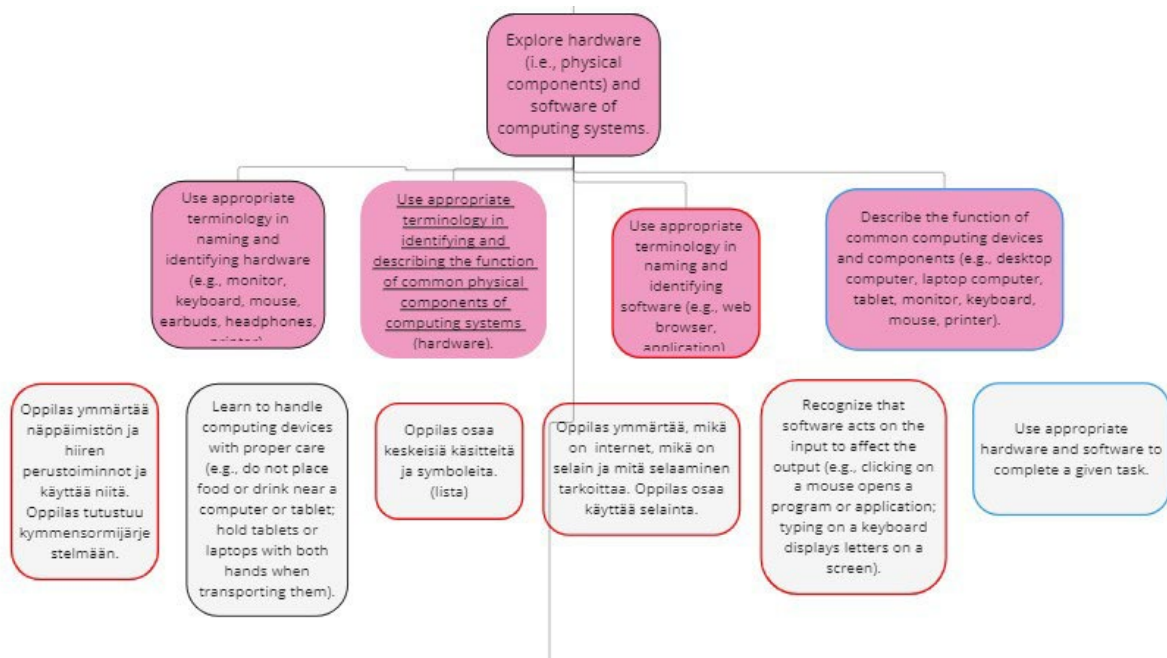 Explore hardware
(i.e., physical
components) and
software of
computing systems.
Use appropriate
terminology in
naming and
identifying hardware
(e.g., monitor,
keyboard, mouse,
earbuds, headphones,
printer)
Use appropriate
terminology in
identifying and
describing the function
of common physical
components of
computing systems
(hardware).
Use appropriate
terminology in
naming and
identifying
software (e.g., web
browser,
application)
Describe the function of
common computing devices
and components (e.g., desktop
computer, laptop computer,
tablet, monitor, keyboard,
mouse, printer).
Oppilas ymmärtää
näppäimistön ja
hiiren
perustoiminnot ja
käyttää niitä.
Oppilas tutustuu
kymmensormijärje
stelmään.
Learn to handle
computing devices
with proper care
(e.g., do not place
food or drink near a
computer or tablet;
hold tablets or
laptops with both
hands when
transporting them).
Oppilas osaa
keskeisiä käsitteitä
ja symboleita.
(lista)
Oppilas ymmärtää, mikä
on internet, mikä on
selain ja mitä selaaminen
tarkoittaa. Oppilas osaa
käyttää selainta.
Recognize that
software acts on the
input to affect the
output (e.g., clicking on
a mouse opens a
program or application;
typing on a keyboard
displays letters on a
screen).
Use appropriate
hardware and software to
complete a given task.